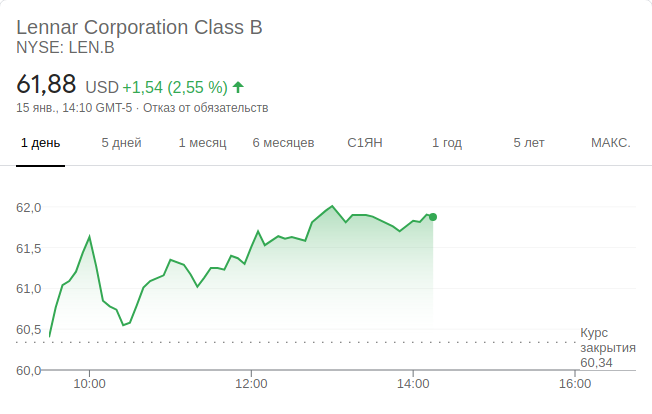 Lennar Corporation Class B
NYSE: LEN.B
61,88 USD +1,54 (2,55 %)
15 янв., 14:10 GMT-5 · Отказ от обязательств
1 день 5 дней 1 месяц 6 месяцев С1ЯН 1 год 5 лет МАКС.
62,0
61,5
61,0
60,5
60,0
Курс
закрытия
60,34
10:00 12:00 14:00 16:00